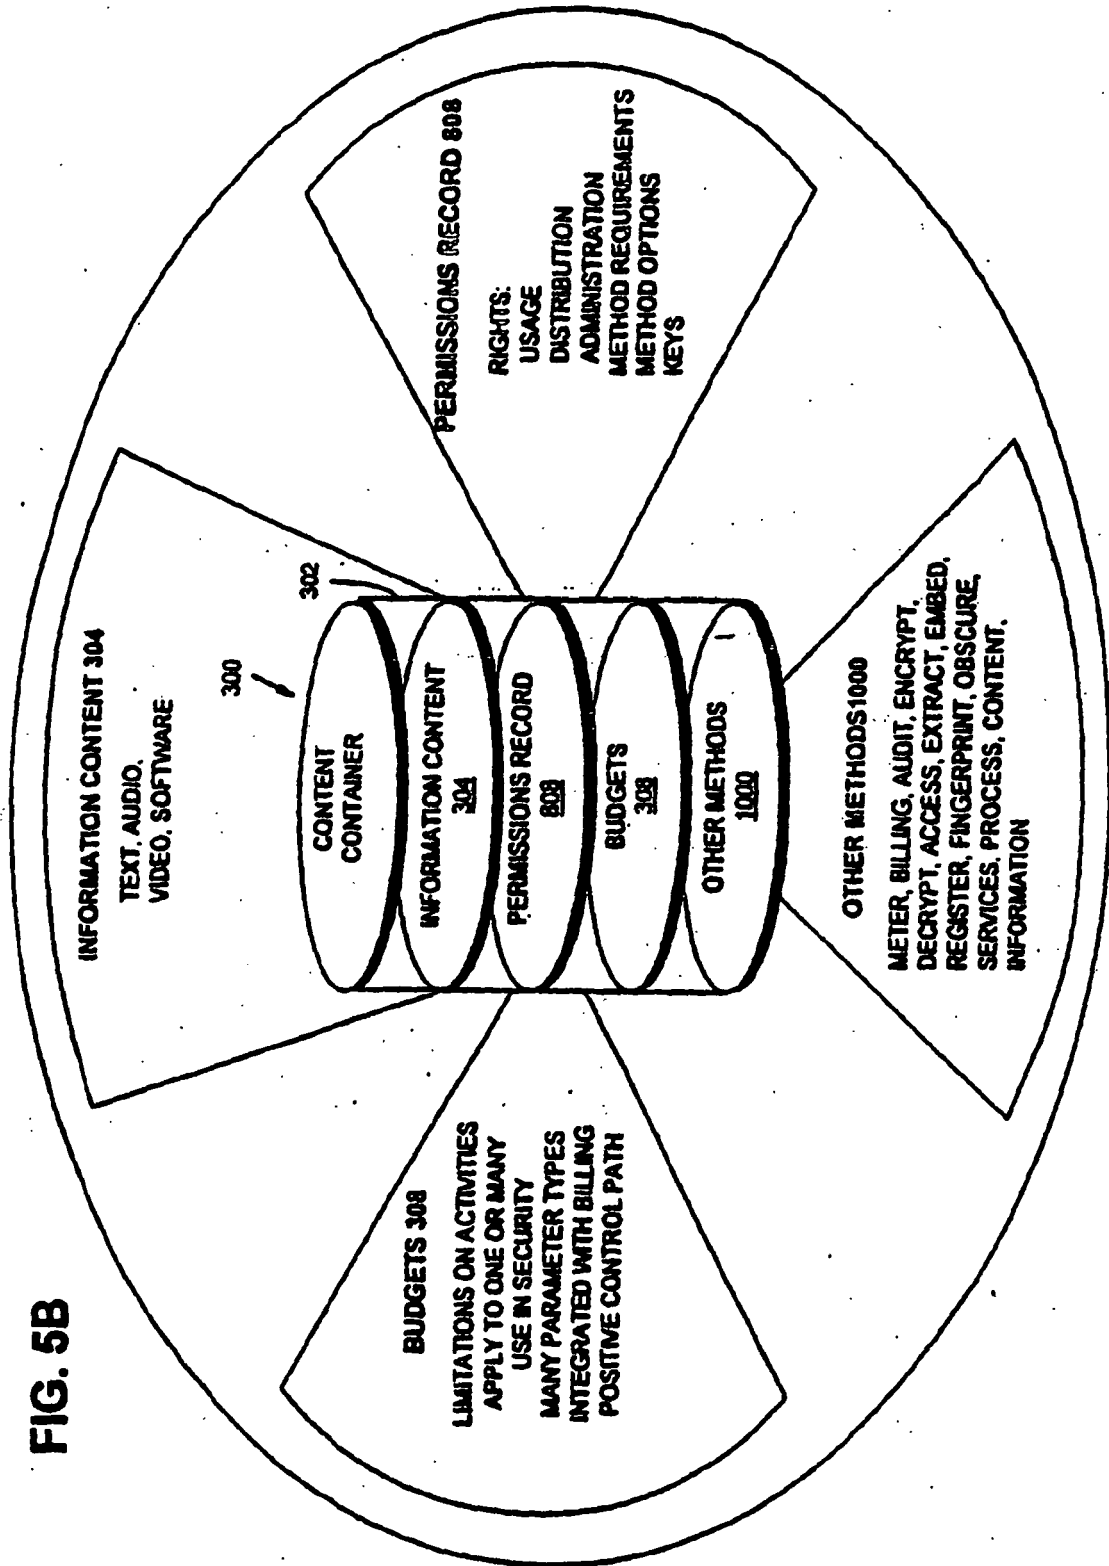 FIG. 5B
INFORMATION CONTENT 304
TEXT, AUDIO,
VIDEO, SOFTWARE
BUDGETS 308
LIMITATIONS ON ACTIVITIES
APPLY TO ONE OR MANY
USE IN SECURITY
MANY PARAMETER TYPES
INTEGRATED WITH BILLING
POSITIVE CONTROL PATH
300
302
CONTENT
CONTAINER
INFORMATION CONTENT
304
PERMISSIONS RECORD
808
BUDGETS
308
OTHER METHODS
1000
PERMISSIONS RECORD 808
RIGHTS:
USAGE
DISTRIBUTION
ADMINISTRATION
METHOD REQUIREMENTS
METHOD OPTIONS
KEYS
OTHER METHODS1000
METER, BILLING, AUDIT, ENCRYPT,
DECRYPT, ACCESS, EXTRACT, EMBED,
REGISTER, FINGERPRINT, OBSCURE,
SERVICES, PROCESS, CONTENT,
INFORMATION